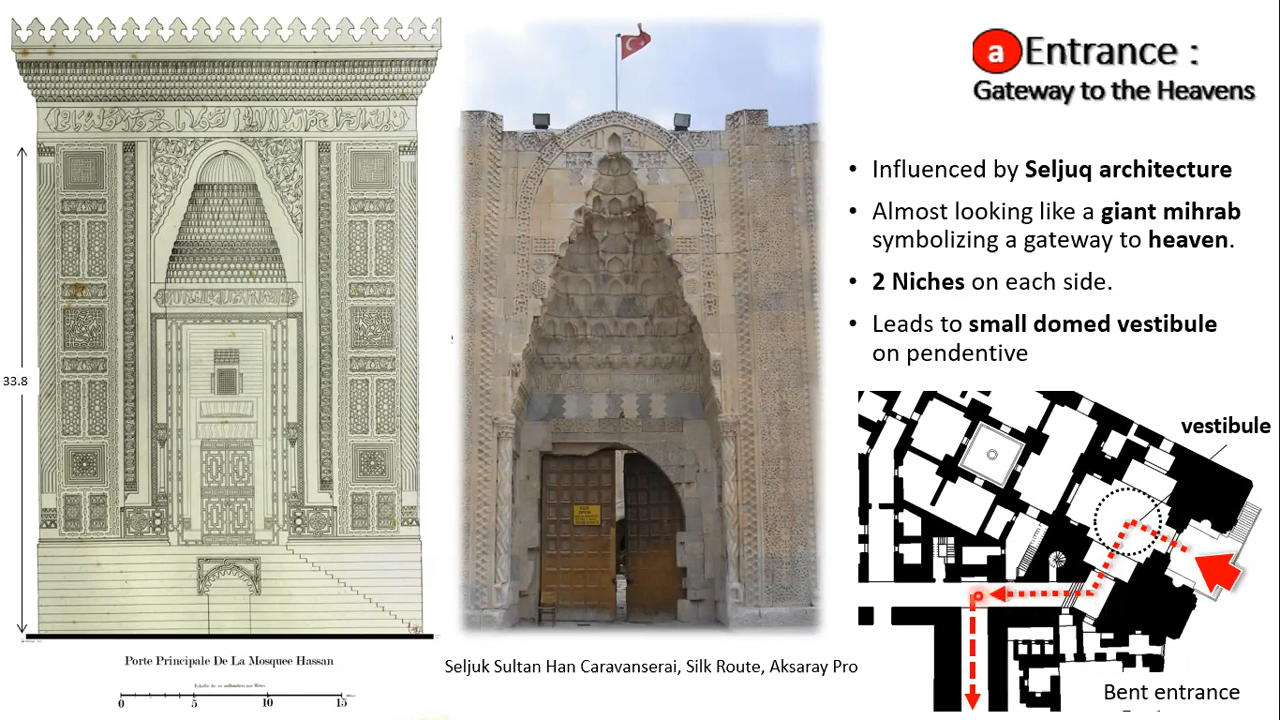 a Entrance :
Gateway to the Heavens
• Influenced by Seljuq architecture
• Almost looking like a giant mihrab
symbolizing a gateway to heaven.
• 2 Niches on each side.
• Leads to small domed vestibule
on pendentive
33.8
vestibule
Porte Principale De La Mosquee Hassan
0 5 10 15
Seljuk Sultan Han Caravanserai, Silk Route, Aksaray Pro
Bent entrance